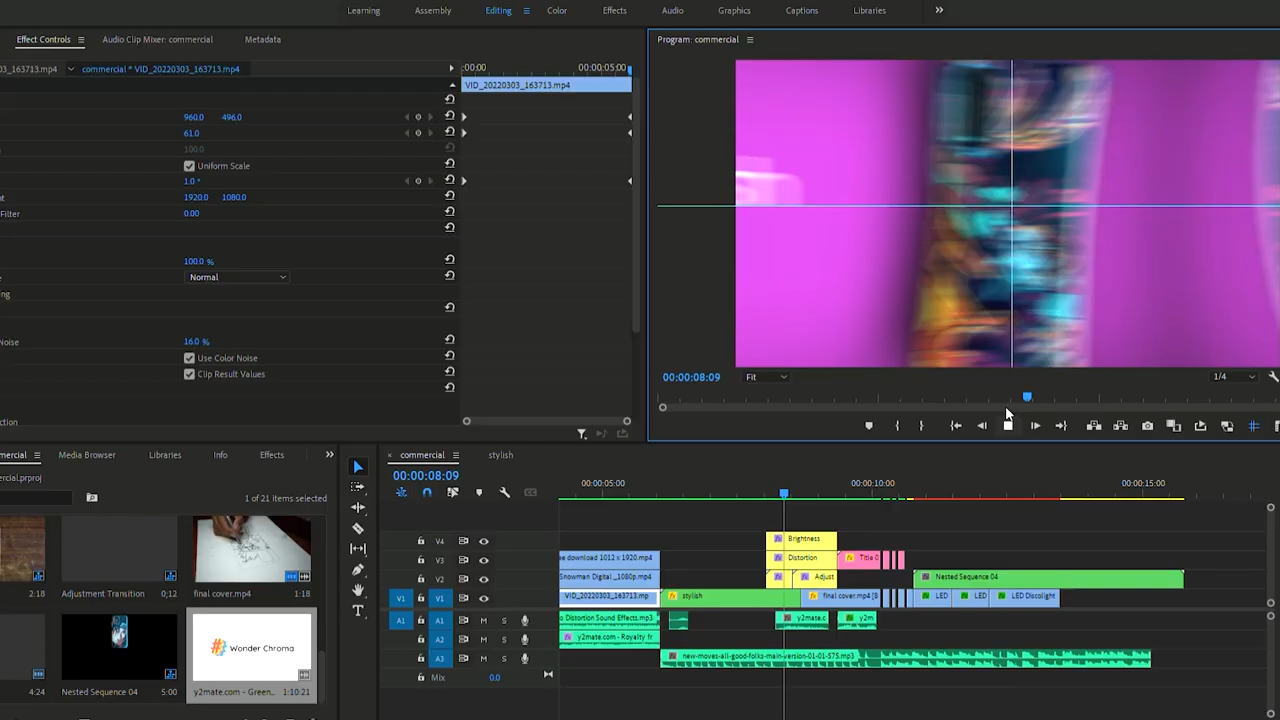 Learning Assembly Editing Color Effects Audio Graphics Captions Libraries
Effect Controls Audio Clip Mixer: commercial Metadata
Program: commercial
03_163713.mp4 commercial * VID_20220303_163713.mp4
:00:00 00:00:05:00
VID_20220303_163713.mp4
960.0 496.0
61.0
100.0
Uniform Scale
1.0 °
1920.0 1080.0
Filter 0.00
100.0 %
Normal
Noise 16.0 %
Use Color Noise
Clip Result Values
00:00:08:09 Fit 1/4
mercial Media Browser Libraries Info Effects
ercial.prproj
1 of 21 items selected
2:18 Adjustment Transition 0;12 final cover.mp4 1:18
Wonder Chroma
4:24 Nested Sequence 04 5:00 y2mate.com - Green... 1:10:21
commercial stylish
00:00:08:09
00:00:05:00 00:00:10:00 00:00:15:00
V4 Brightness
V3 e download 1012 x 1920.mp4 Distortion Title 0
V2 Snowman Digital _1080p.mp4 Adjust Nested Sequence 04
V1 V1 VID_20220303_163713.mp stylish final cover.mp4 [B LED LED LED Discolight
A1 A1 M S o Distortion Sound Effects.mp3 y2mate.c y2m
A2 M S y2mate.com - Royalty fr
A3 M S new-moves-all-good-folks-main-version-01-01-575.mp3
Mix 0.0